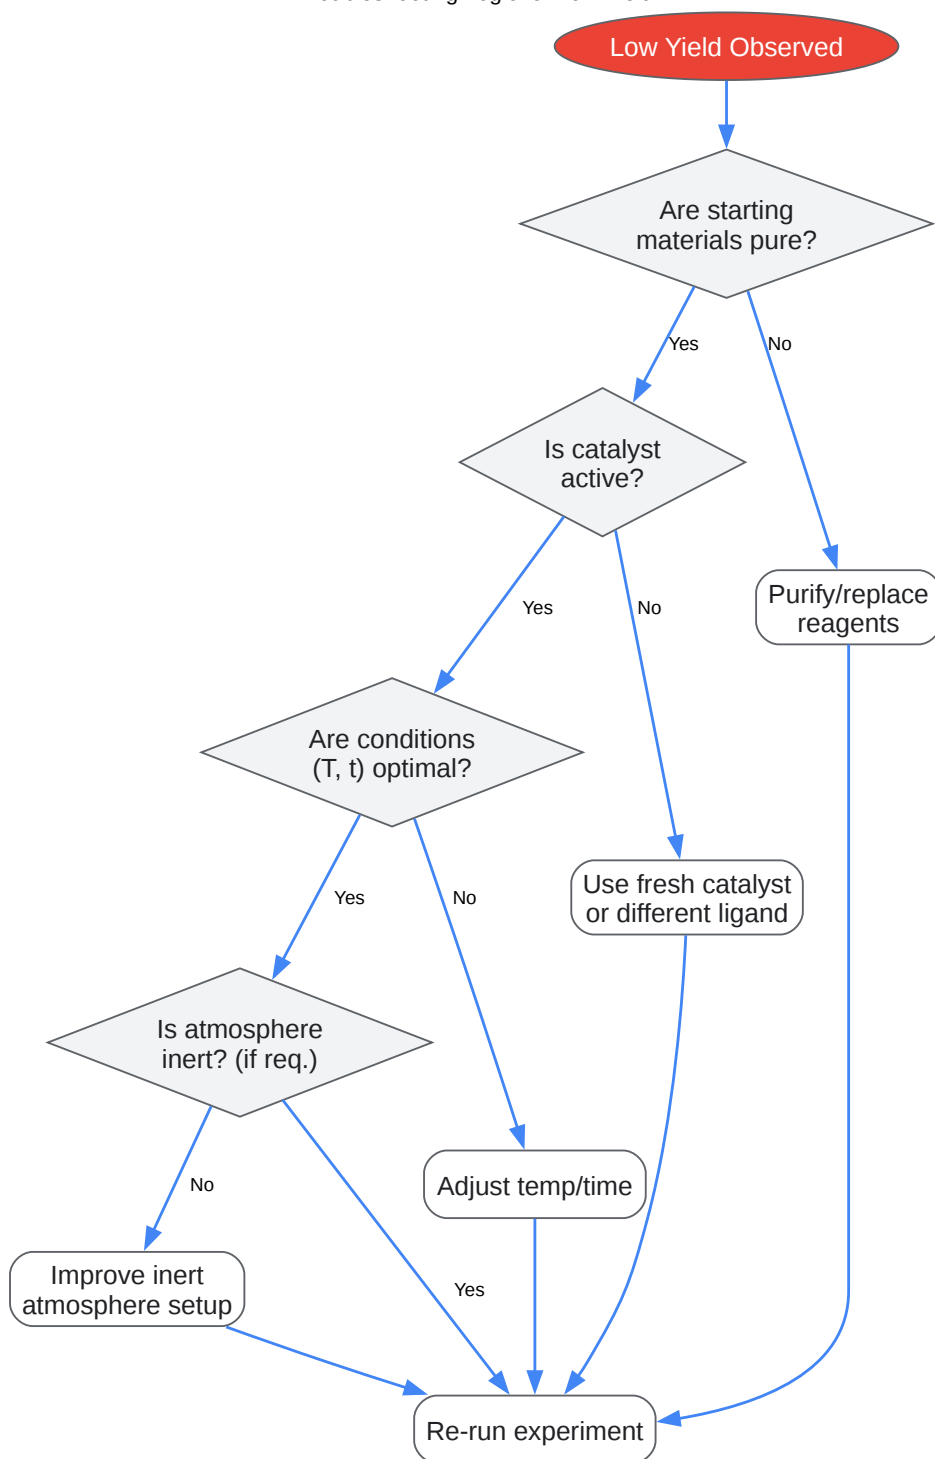 Low Yield Observed
Are starting
materials pure?
Yes
No
Is catalyst
active?
Yes
No
Purify/replace
reagents
Are conditions
(T, t) optimal?
Yes
No
Use fresh catalyst
or different ligand
Is atmosphere
inert? (if req.)
No
Yes
Adjust temp/time
Improve inert
atmosphere setup
Re-run experiment